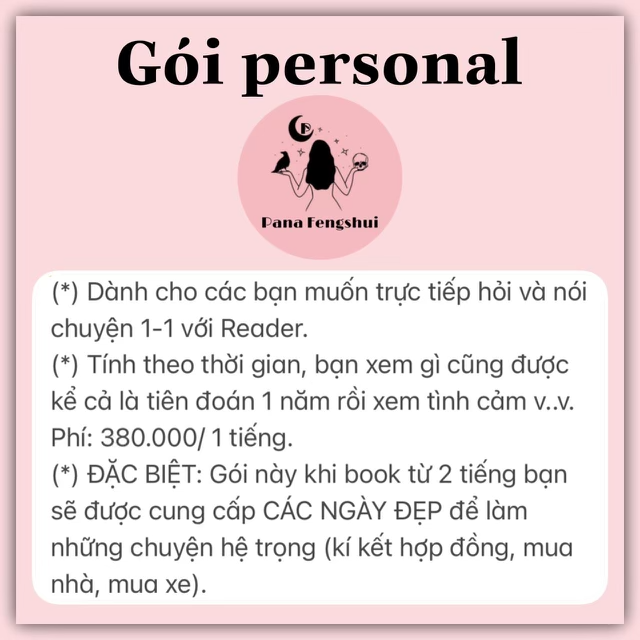 Gói personal
Pana Fengshui
(*) Dành cho các bạn muốn trực tiếp hỏi và nói
chuyện 1-1 với Reader.
(*) Tính theo thời gian, bạn xem gì cũng được
kể cả là tiên đoán 1 năm rồi xem tình cảm v..v.
Phí: 380.000/ 1 tiếng.
(*) ĐẶC BIỆT: Gói này khi book từ 2 tiếng bạn
sẽ được cung cấp CÁC NGÀY ĐẸP để làm
những chuyện hệ trọng (kí kết hợp đồng, mua
nhà, mua xe).